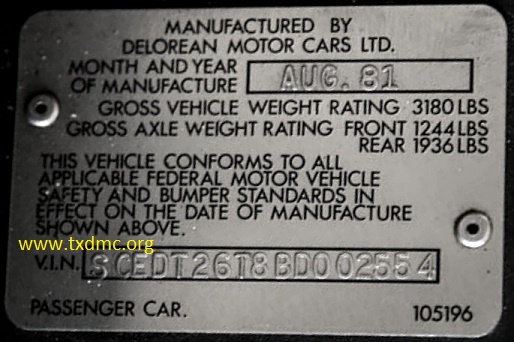 MANUFACTURED BY
DELOREAN MOTOR CARS LTD.
MONTH AND YEAR
OF MANUFACTURE AUG. 81
GROSS VEHICLE WEIGHT RATING 3180 LBS
GROSS AXLE WEIGHT RATING FRONT 1244 LBS
REAR 1936 LBS
THIS VEHICLE CONFORMS TO ALL
APPLICABLE FEDERAL MOTOR VEHICLE
SAFETY AND BUMPER STANDARDS IN
EFFECT ON THE DATE OF MANUFACTURE
SHOWN ABOVE.
www.txdmc.org
V.I.N. SCEDT26T8BD002554
PASSENGER CAR. 105196